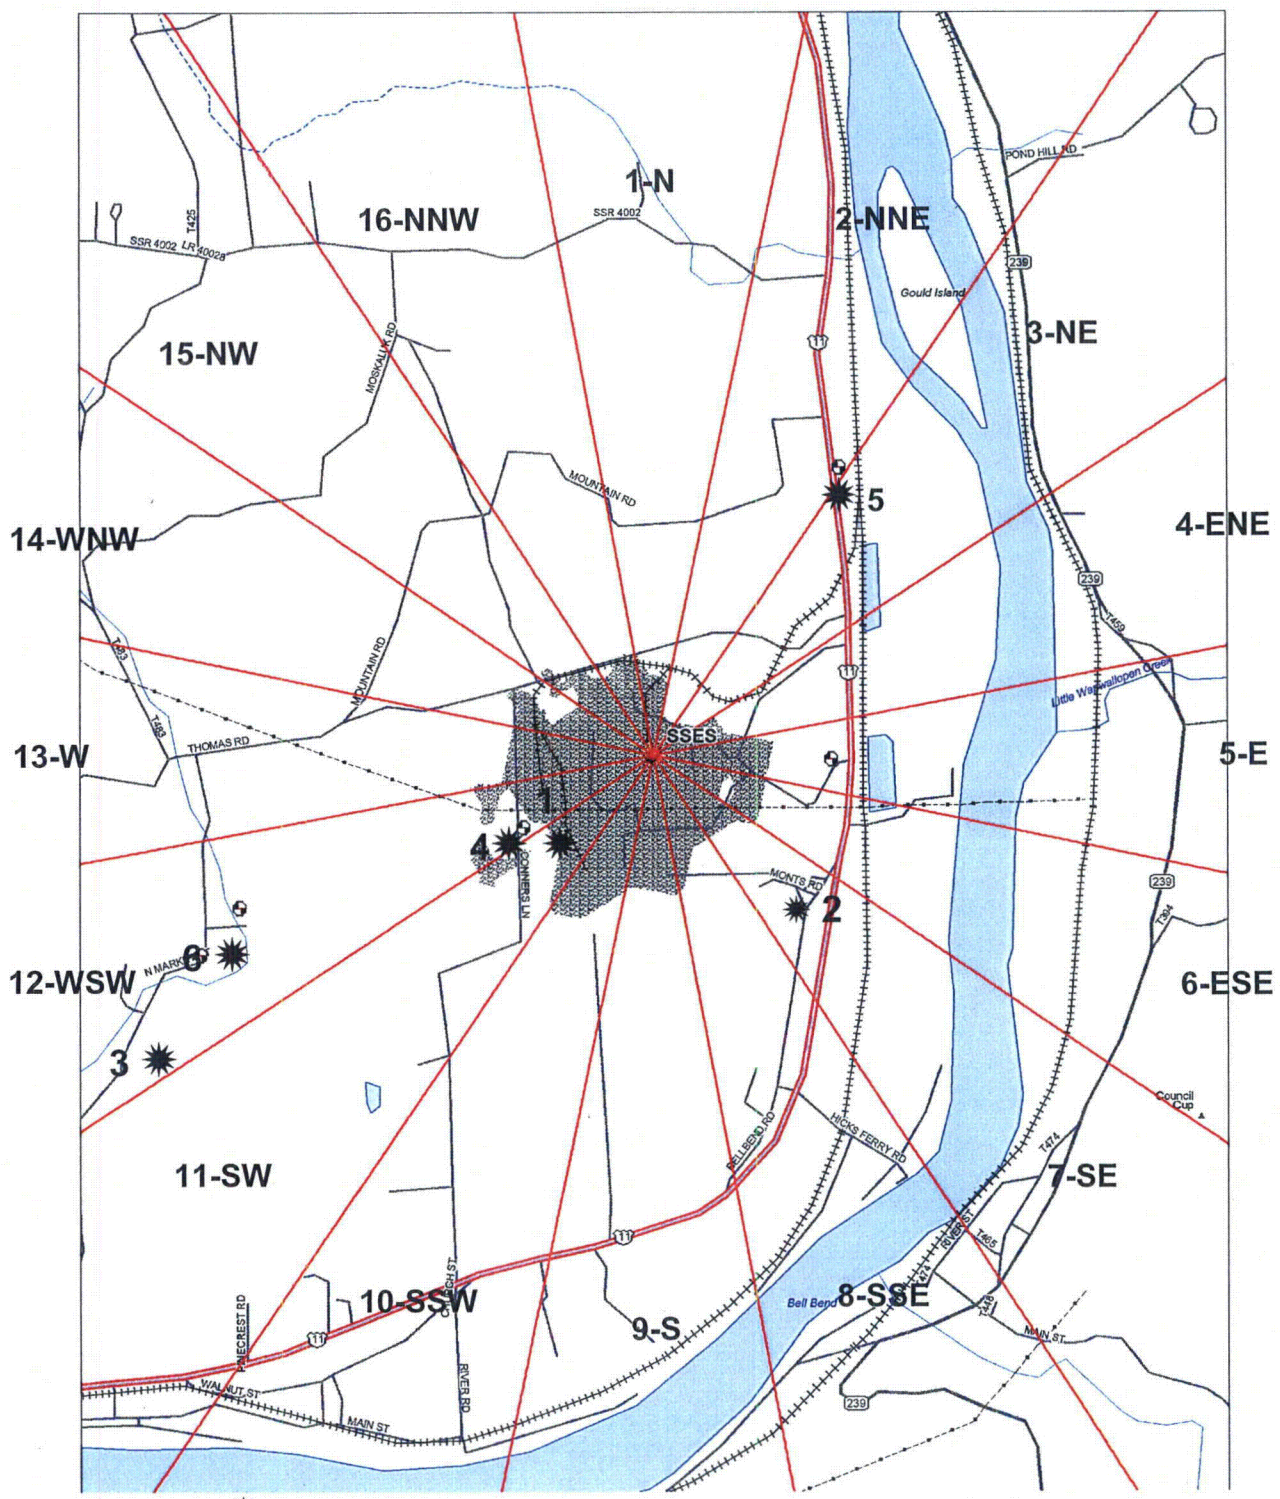 1-N
16-NNW
SSR 4002
2-NNE
POND HILL RD
T425
SSR 4002
LR 40028
239
Gould Island
3-NE
15-NW
MOSKALUK RD
11
MOUNTAIN RD
5
4-ENE
14-WNW
239
T459
T483
MOUNTAIN RD
11
Little Wapwallopen Creek
T483
SSES
THOMAS RD
13-W
5-E
1
4
CONNERS LN
MONTS RD
2
239
T394
6
N MARK
12-WSW
6-ESE
3
Council
Cup
BELLBEND RD
HICKS FERRY RD
T474
11-SW
7-SE
RIVER ST
T465
11
T474
CHURCH ST
10-SSW
Bell Bend
8-SSE
T448
9-S
MAIN ST
PINECREST RD
11
WALNUT ST
RIVER RD
239
MAIN ST